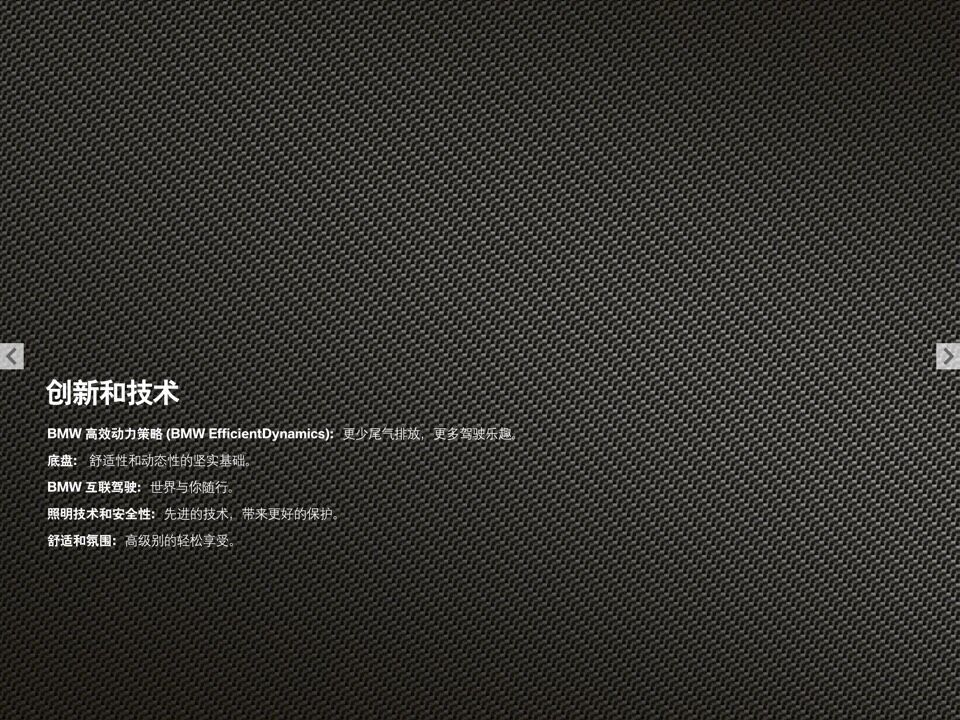 创新和技术
BMW 高效动力策略 (BMW EfficientDynamics): 更少尾气排放，更多驾驶乐趣。
底盘: 舒适性和动态性的坚实基础。
BMW 互联驾驶: 世界与你随行。
照明技术和安全性: 先进的技术，带来更好的保护。
舒适和氛围: 高级别的轻松享受。